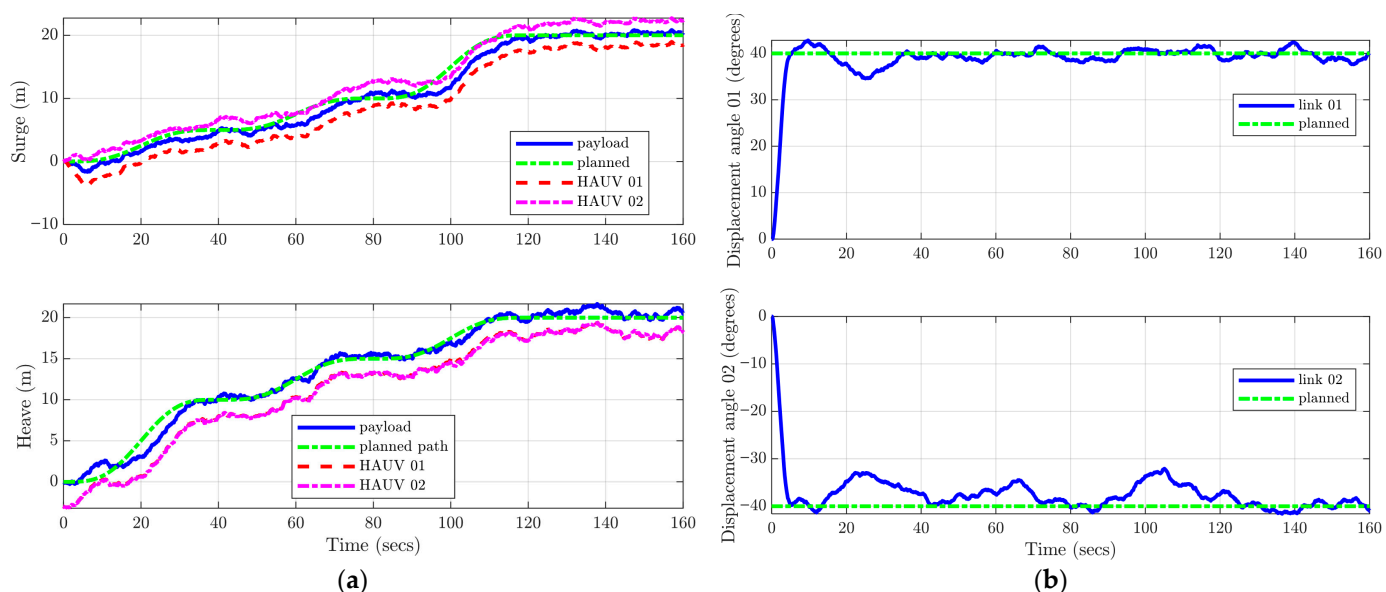 Surge (m)
20
10
0
−10
payload
planned
HAUV 01
HAUV 02
0 20 40 60 80 100 120 140 160
Heave (m)
20
15
10
5
0
payload
planned path
HAUV 01
HAUV 02
0 20 40 60 80 100 120 140 160
Time (secs)
(a)
Displacement angle 01 (degrees)
40
30
20
10
0
link 01
planned
0 20 40 60 80 100 120 140 160
Displacement angle 02 (degrees)
0
−10
−20
−30
−40
link 02
planned
0 20 40 60 80 100 120 140 160
Time (secs)
(b)